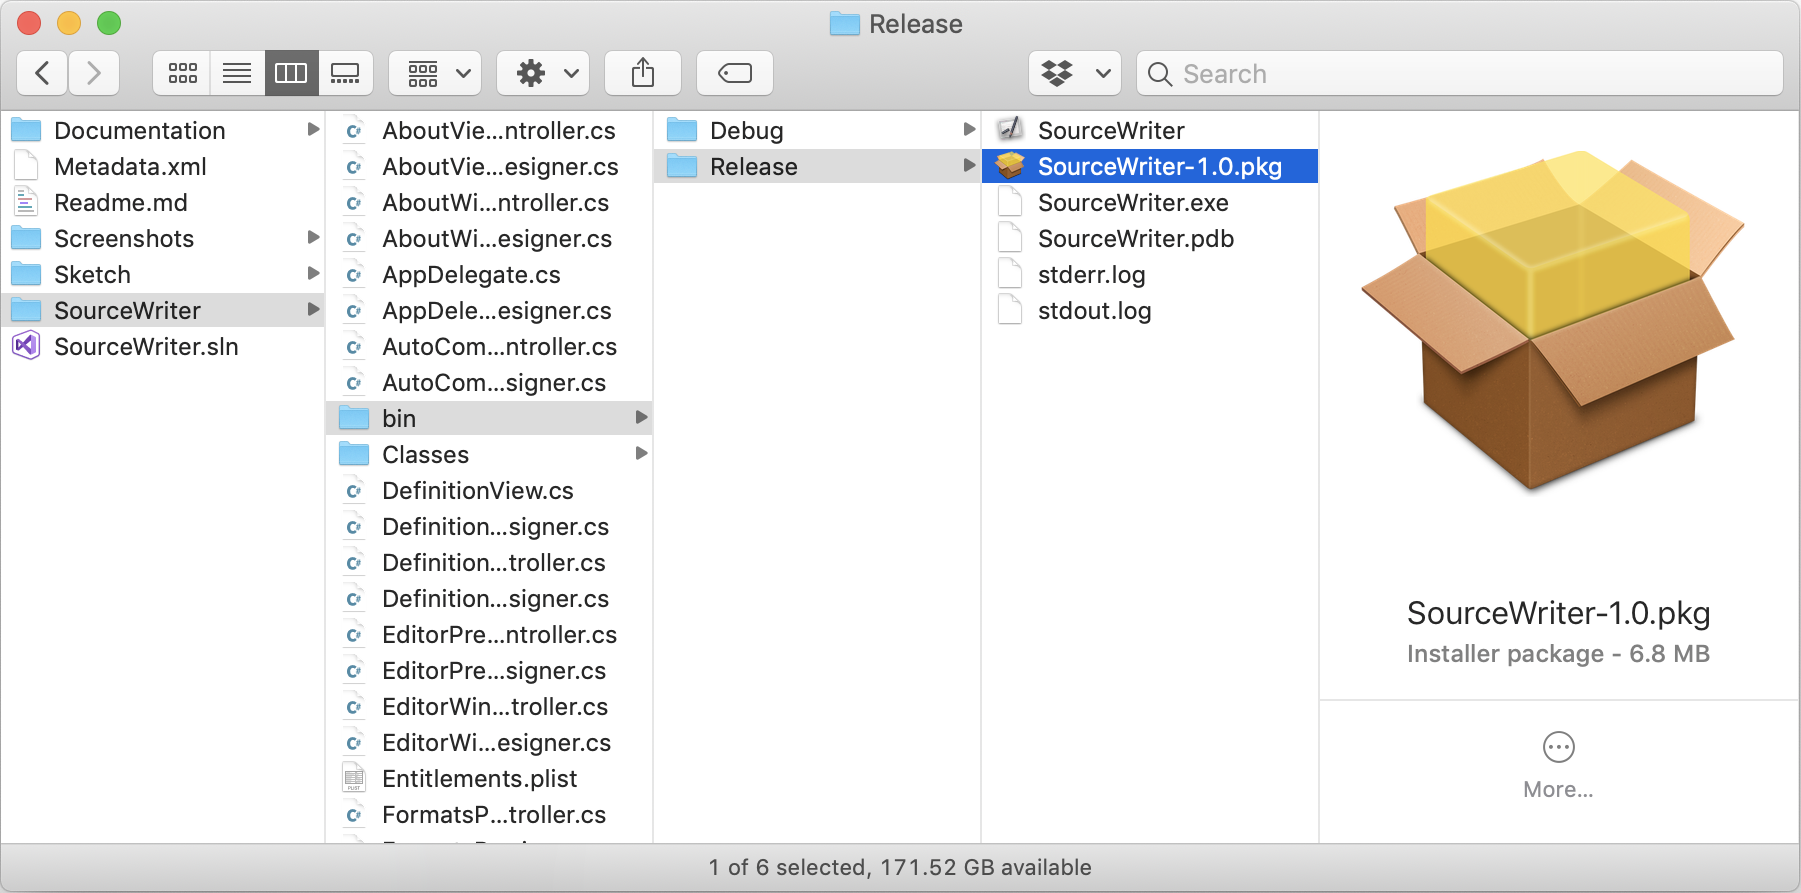 Release
Search
Documentation
Metadata.xml
Readme.md
Screenshots
Sketch
SourceWriter
SourceWriter.sln
AboutVie...ntroller.cs
AboutVie...esigner.cs
AboutWi...ntroller.cs
AboutWi...esigner.cs
AppDelegate.cs
AppDele...esigner.cs
AutoCom...ntroller.cs
AutoCom...signer.cs
bin
Classes
DefinitionView.cs
Definition...signer.cs
Definition...troller.cs
Definition...signer.cs
EditorPre...ntroller.cs
EditorPre...signer.cs
EditorWin...troller.cs
EditorWi...esigner.cs
Entitlements.plist
FormatsP...troller.cs
Debug
Release
SourceWriter
SourceWriter-1.0.pkg
SourceWriter.exe
SourceWriter.pdb
stderr.log
stdout.log
SourceWriter-1.0.pkg
Installer package - 6.8 MB
More...
1 of 6 selected, 171.52 GB available